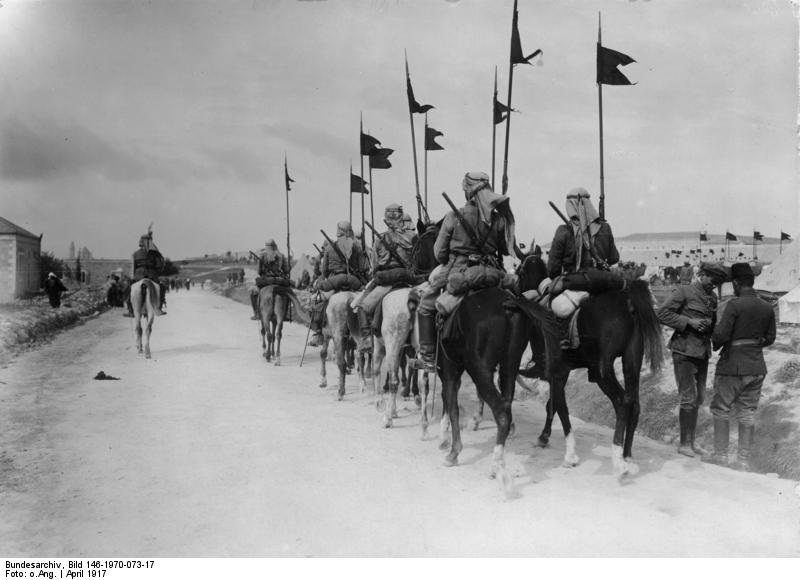 Bundesarchiv, Bild 146-1970-073-17
Foto: o.Ang. | April 1917